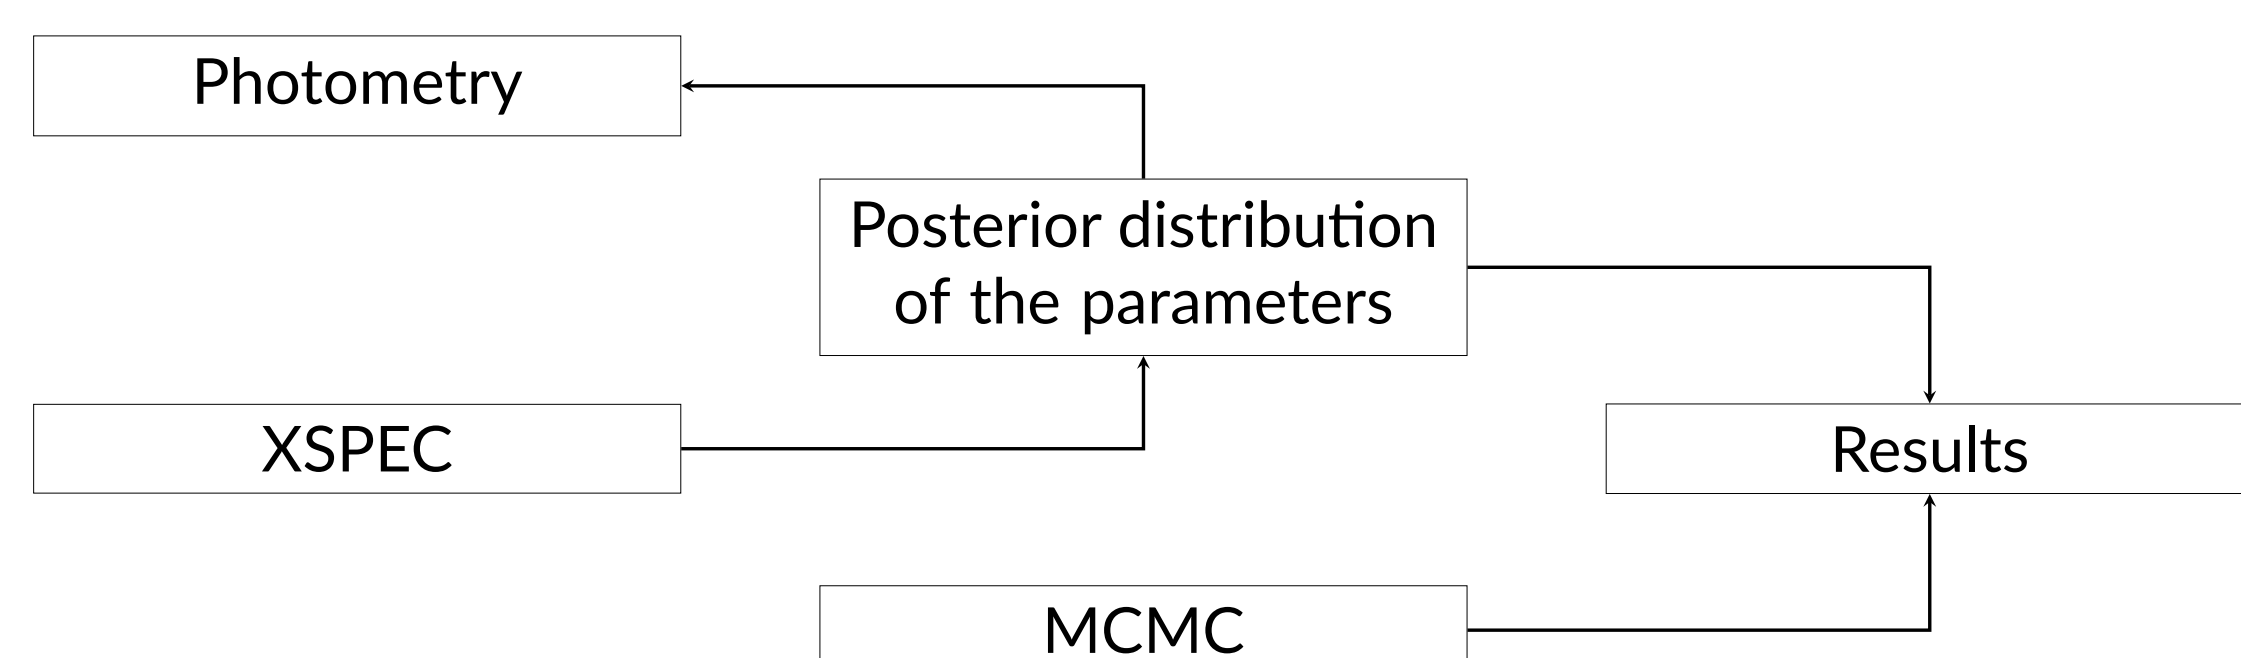 Photometry
Posterior distribution
of the parameters
XSPEC
Results
MCMC